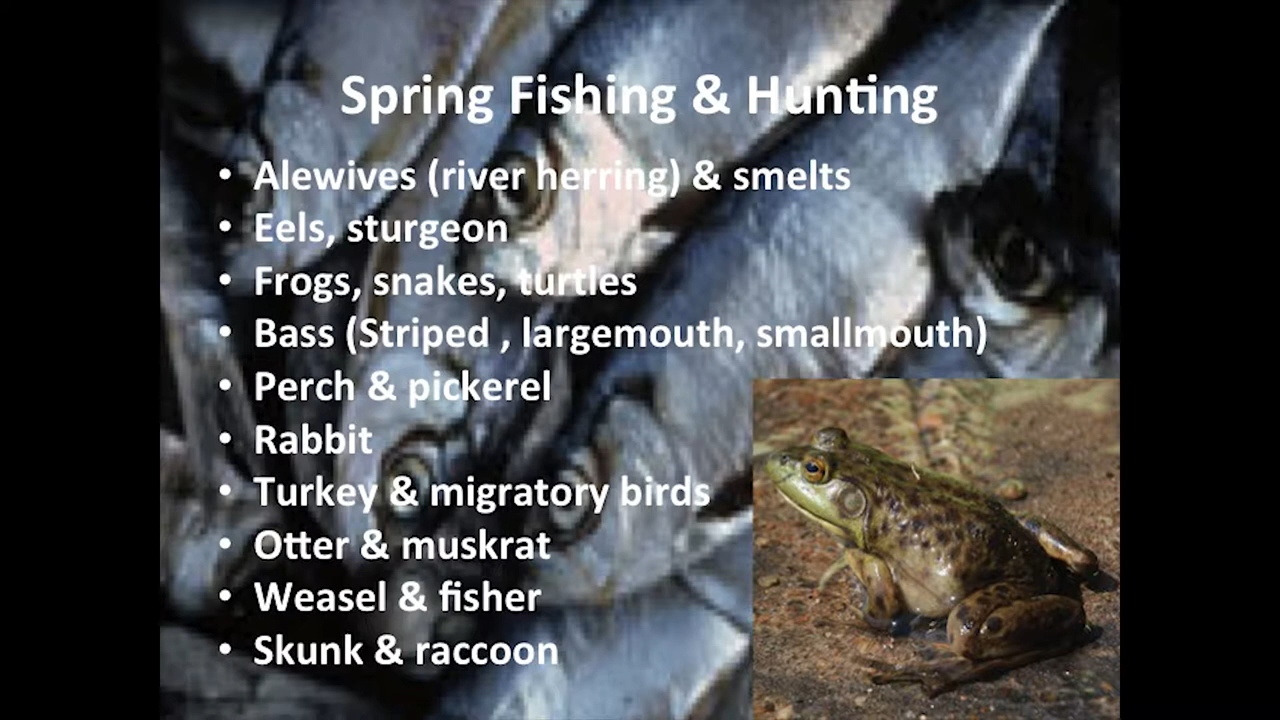 Spring Fishing & Hunting
• Alewives (river herring) & smelts
• Eels, sturgeon
• Frogs, snakes, turtles
• Bass (Striped , largemouth, smallmouth)
• Perch & pickerel
• Rabbit
• Turkey & migratory birds
• Otter & muskrat
• Weasel & fisher
• Skunk & raccoon